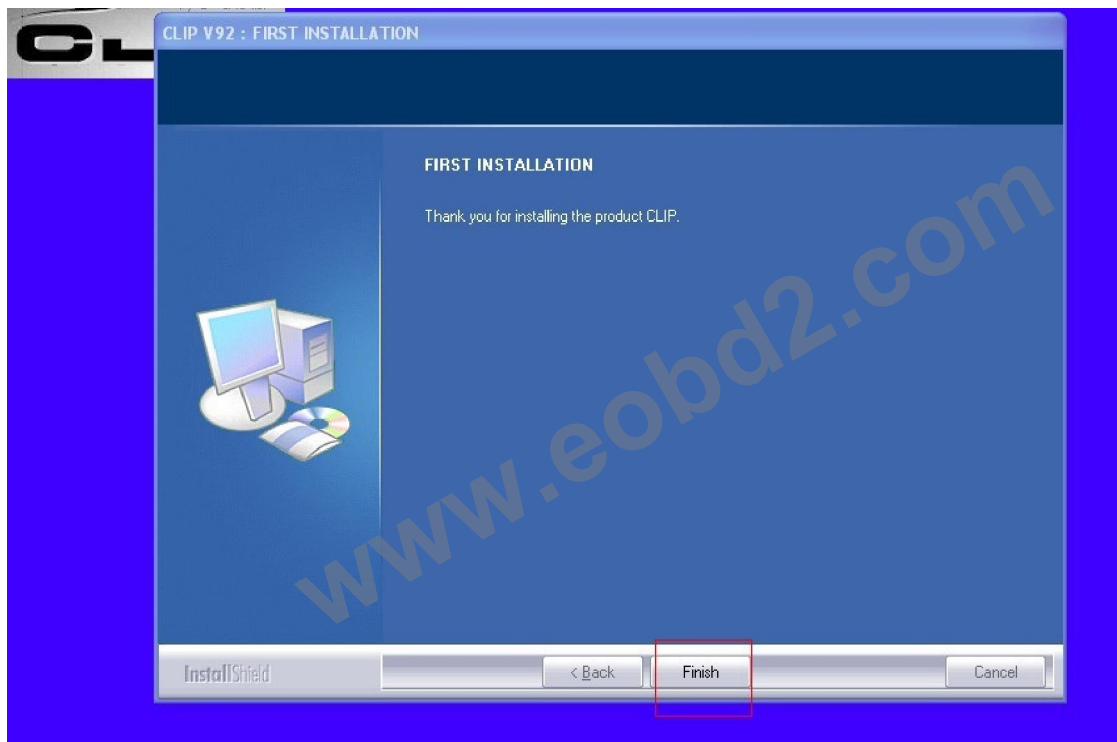 CLIP V92 : FIRST INSTALLATION
FIRST INSTALLATION
Thank you for installing the product CLIP.
www.eobd2.com
InstallShield
< Back
Finish
Cancel